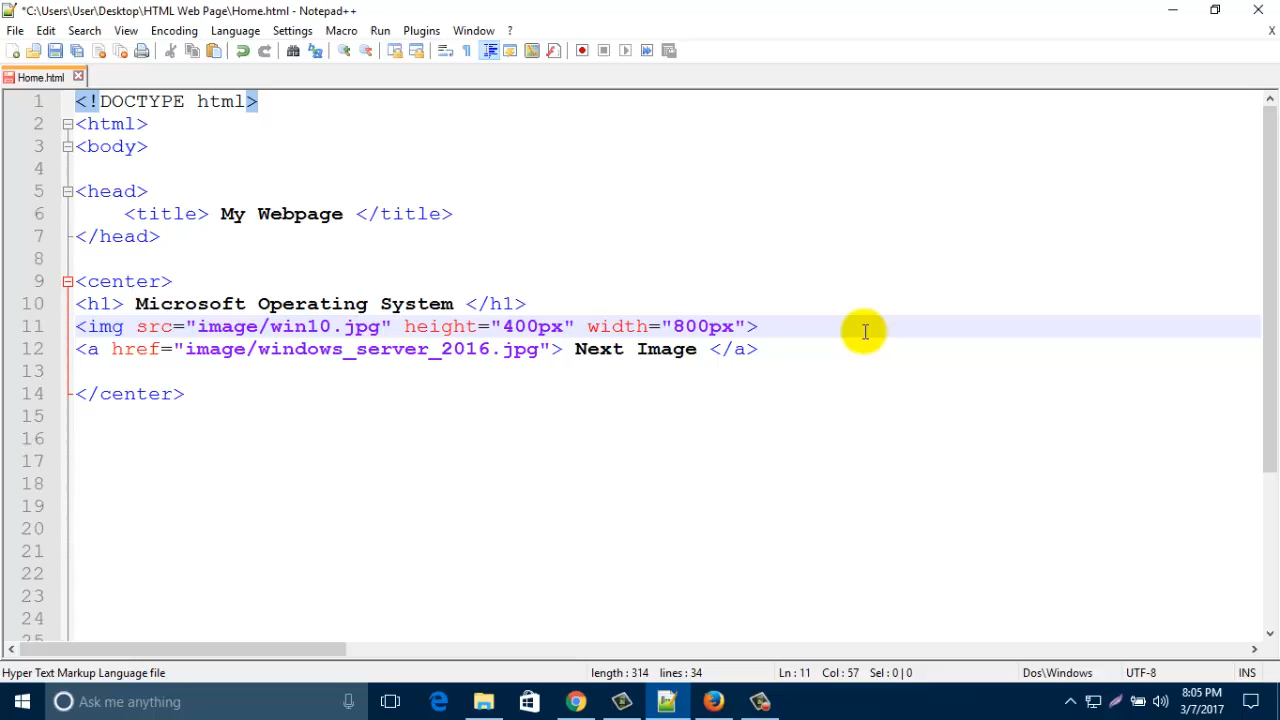 *C:\Users\User\Desktop\HTML Web Page\Home.html - Notepad++
File Edit Search View Encoding Language Settings Macro Run Plugins Window ? X
Home.html
1 <!DOCTYPE html>
2 <html>
3 <body>
4
5 <head>
6 <title> My Webpage </title>
7 </head>
8
9 <center>
10 <h1> Microsoft Operating System </h1>
11 <img src="image/win10.jpg" height="400px" width="800px">
12 <a href="image/windows_server_2016.jpg"> Next Image </a>
13
14 </center>
15
16
17
18
19
20
21
22
23
24
25
Hyper Text Markup Language file length : 314 lines : 34 Ln : 11 Col : 57 Sel : 0 | 0 Dos\Windows UTF-8 INS
Ask me anything 8:05 PM
3/7/2017